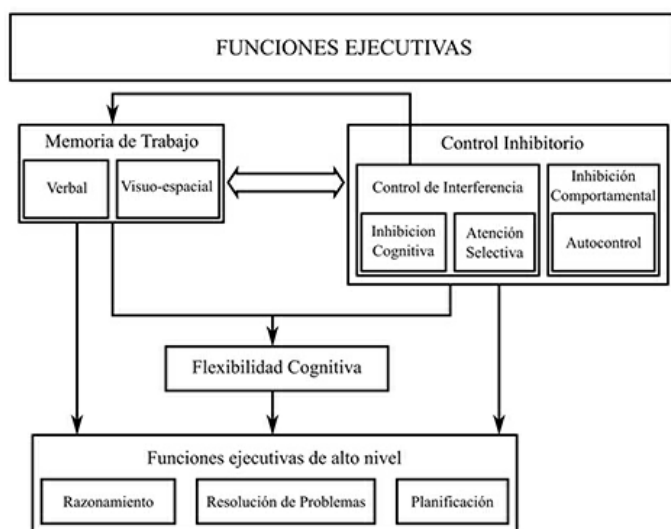 FUNCIONES EJECUTIVAS
Memoria de Trabajo
Verbal
Visuo-espacial
Control Inhibitorio
Control de Interferencia
Inhibicion
Cognitiva
Atención
Selectiva
Inhibición
Comportamental
Autocontrol
Flexibilidad Cognitiva
Funciones ejecutivas de alto nivel
Razonamiento
Resolución de Problemas
Planificación